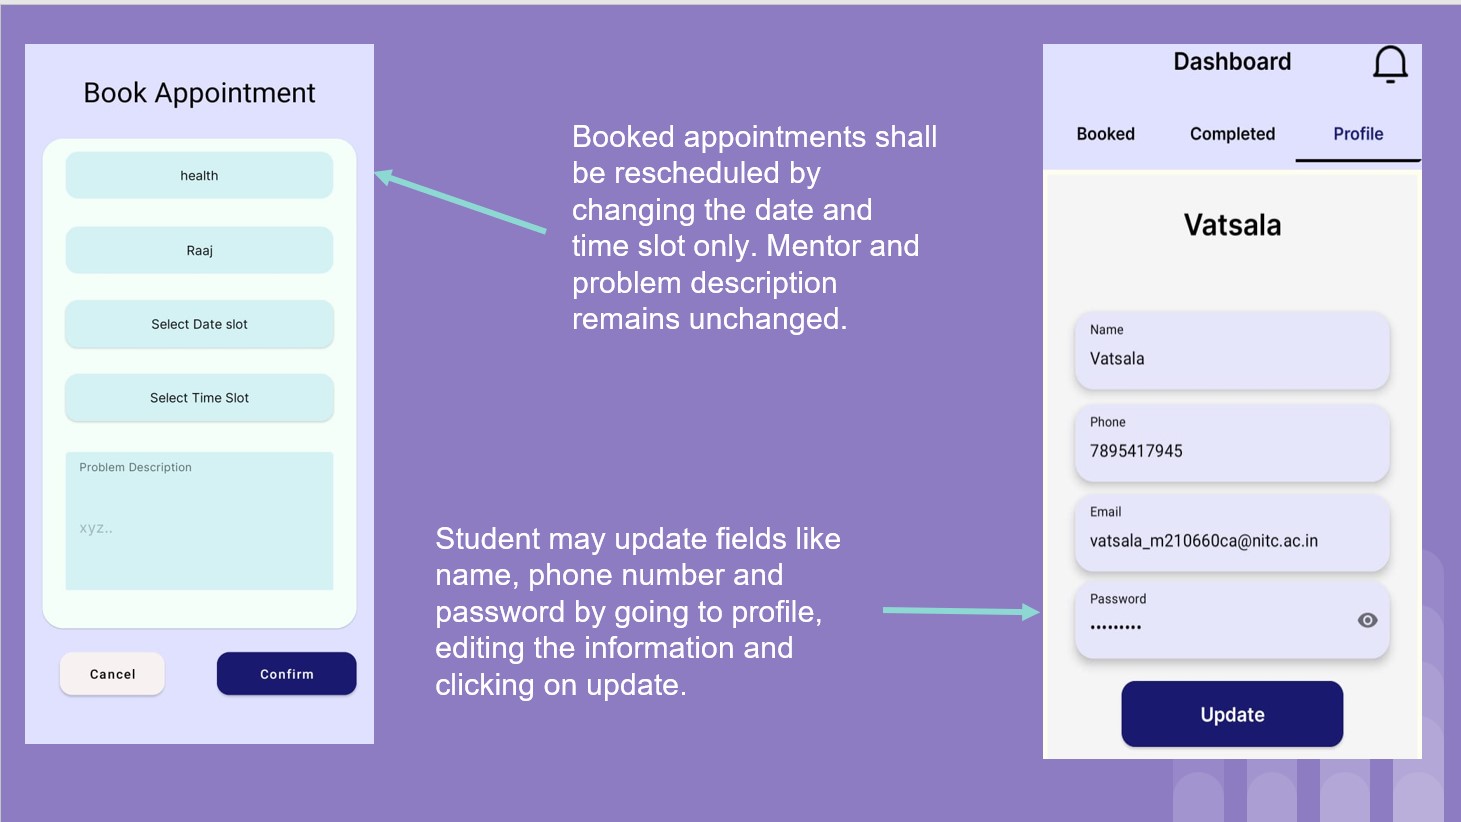 Book Appointment
health
Raaj
Select Date slot
Select Time Slot
Problem Description
xyz..
Cancel
Confirm
Booked appointments shall
be rescheduled by
changing the date and
time slot only. Mentor and
problem description
remains unchanged.
Student may update fields like
name, phone number and
password by going to profile,
editing the information and
clicking on update.
Dashboard
Booked Completed Profile
Vatsala
Name
Vatsala
Phone
7895417945
Email
vatsala_m210660ca@nitc.ac.in
Password
•••••••••
Update